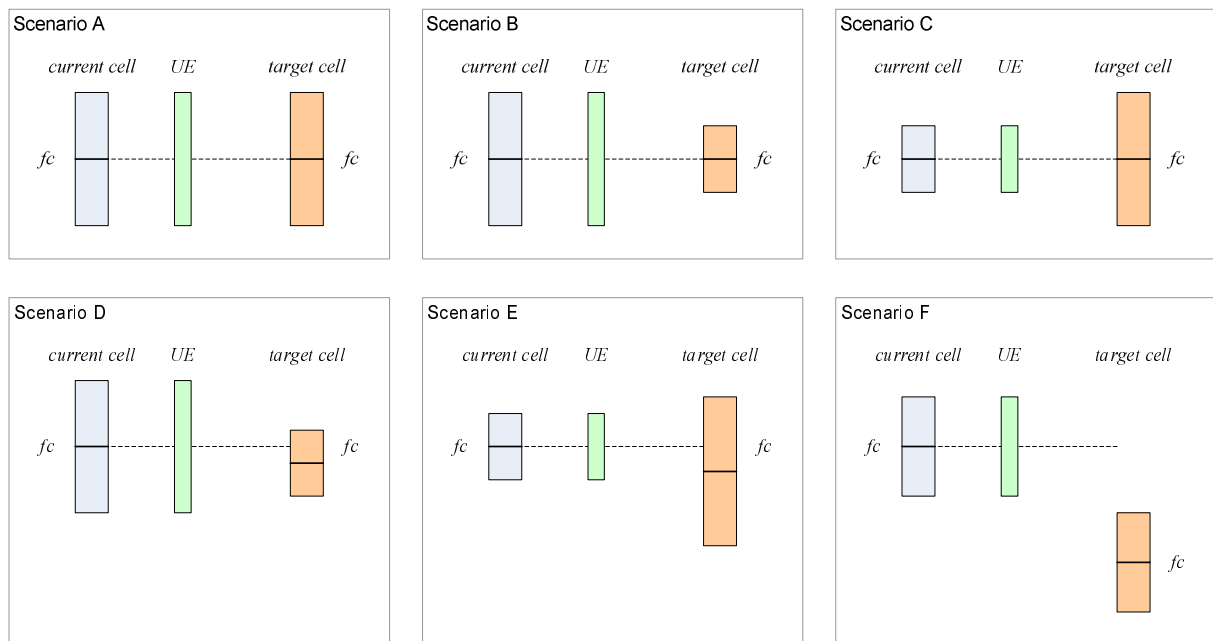 Scenario A
current cell UE target cell
fc fc
Scenario B
current cell UE target cell
fc fc
Scenario C
current cell UE target cell
fc fc
Scenario D
current cell UE target cell
fc fc
Scenario E
current cell UE target cell
fc fc
Scenario F
current cell UE target cell
fc
fc